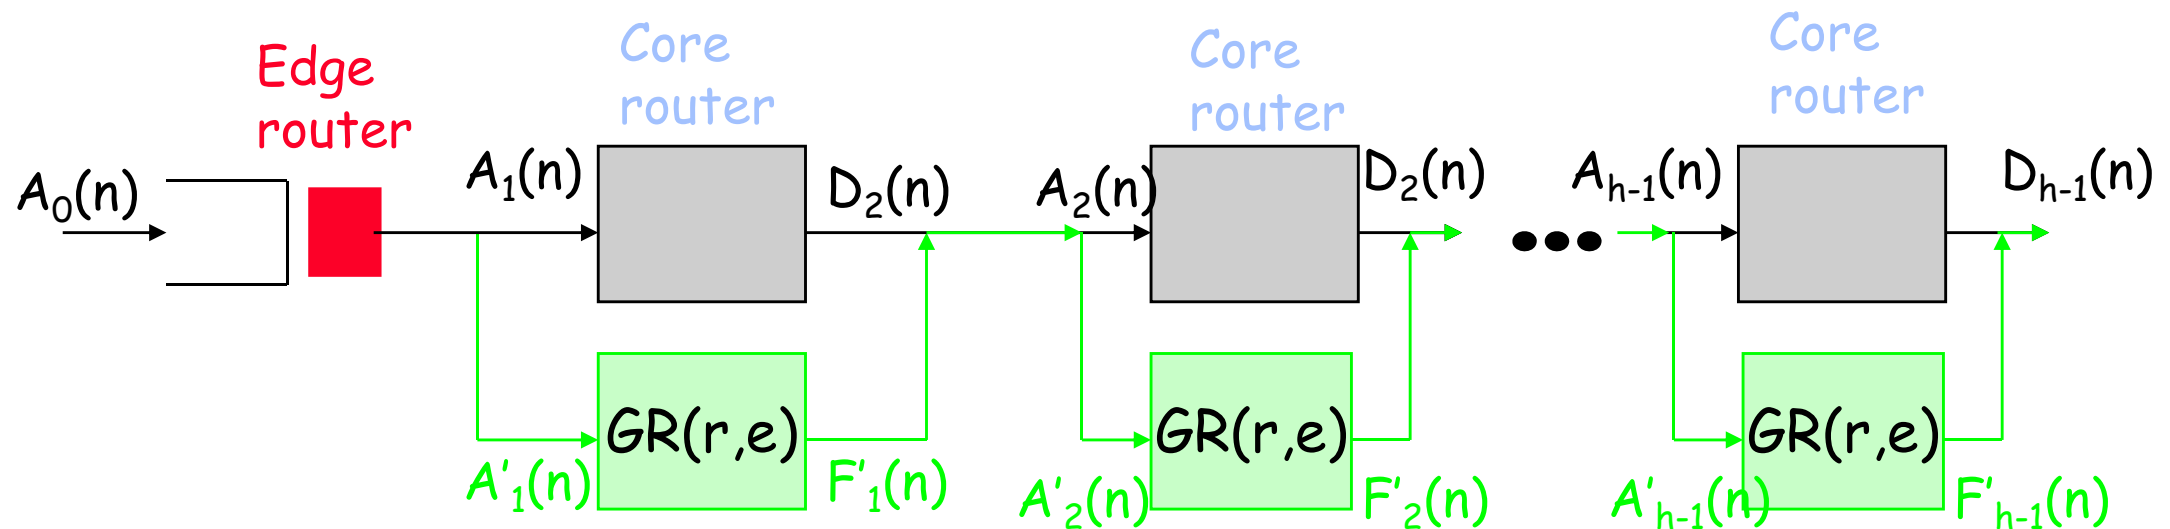 Edge
router
Core
router
Core
router
Core
router
A₀(n)
A₁(n)
D₂(n)
A₂(n)
D₂(n)
Aₕ₋₁(n)
Dₕ₋₁(n)
GR(r,e)
GR(r,e)
GR(r,e)
A'₁(n)
F'₁(n)
A'₂(n)
F'₂(n)
A'ₕ₋₁(n)
F'ₕ₋₁(n)